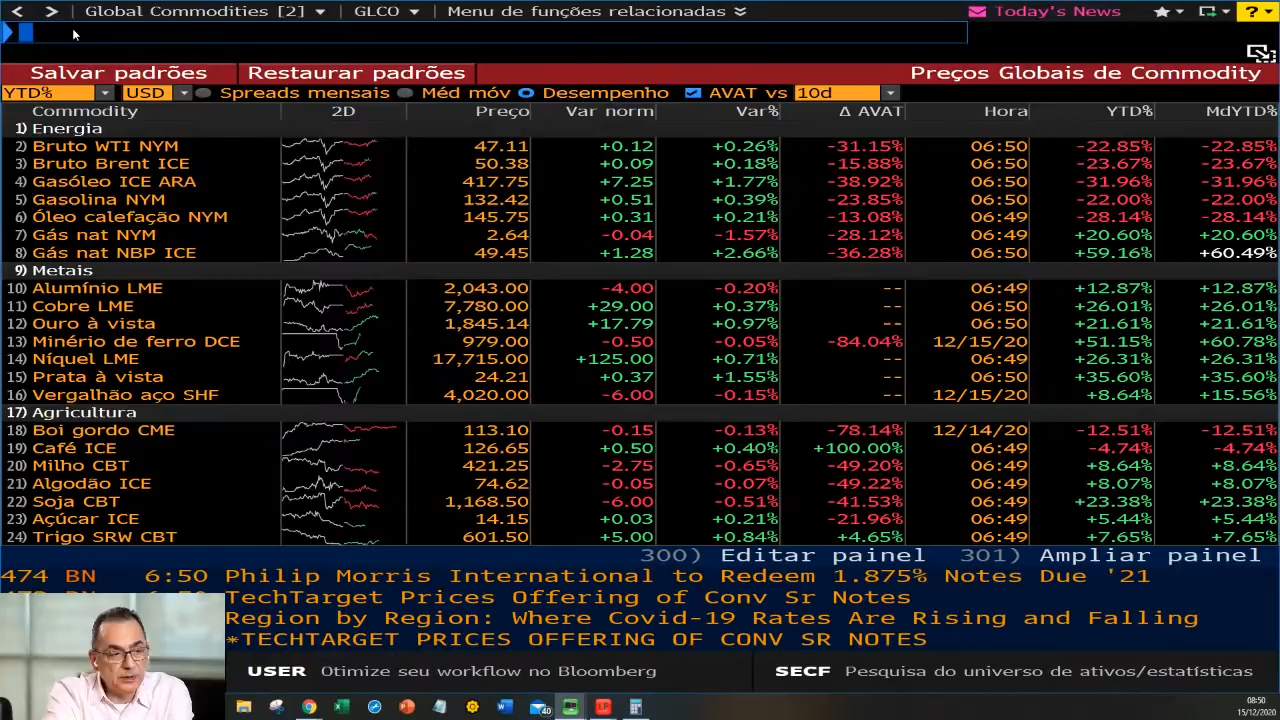 Global Commodities [2] GLCO Menu de funções relacionadas Today's News ?
Salvar padrões Restaurar padrões Preços Globais de Commodity
YTD% USD Spreads mensais Méd móv Desempenho AVAT vs 10d
Commodity 2D Preço Var norm Var% Δ AVAT Hora YTD% MdYTD%
1) Energia
2) Bruto WTI NYM 47.11 +0.12 +0.26% -31.15% 06:50 -22.85% -22.85%
3) Bruto Brent ICE 50.38 +0.09 +0.18% -15.88% 06:50 -23.67% -23.67%
4) Gasóleo ICE ARA 417.75 +7.25 +1.77% -38.92% 06:50 -31.96% -31.96%
5) Gasolina NYM 132.42 +0.51 +0.39% -23.85% 06:50 -22.00% -22.00%
6) Óleo calefação NYM 145.75 +0.31 +0.21% -13.08% 06:49 -28.14% -28.14%
7) Gás nat NYM 2.64 -0.04 -1.57% -28.12% 06:49 +20.60% +20.60%
8) Gás nat NBP ICE 49.45 +1.28 +2.66% -36.28% 06:50 +59.16% +60.49%
9) Metais
10) Alumínio LME 2,043.00 -4.00 -0.20% -- 06:49 +12.87% +12.87%
11) Cobre LME 7,780.00 +29.00 +0.37% -- 06:50 +26.01% +26.01%
12) Ouro à vista 1,845.14 +17.79 +0.97% -- 06:50 +21.61% +21.61%
13) Minério de ferro DCE 979.00 -0.50 -0.05% -84.04% 12/15/20 +51.15% +60.78%
14) Níquel LME 17,715.00 +125.00 +0.71% -- 06:49 +26.31% +26.31%
15) Prata à vista 24.21 +0.37 +1.55% -- 06:50 +35.60% +35.60%
16) Vergalhão aço SHF 4,020.00 -6.00 -0.15% -- 12/15/20 +8.64% +15.56%
17) Agricultura
18) Boi gordo CME 113.10 -0.15 -0.13% -78.14% 12/14/20 -12.51% -12.51%
19) Café ICE 126.65 +0.50 +0.40% +100.00% 06:49 -4.74% -4.74%
20) Milho CBT 421.25 -2.75 -0.65% -49.20% 06:49 +8.64% +8.64%
21) Algodão ICE 74.62 -0.05 -0.07% -49.22% 06:49 +8.07% +8.07%
22) Soja CBT 1,168.50 -6.00 -0.51% -41.53% 06:49 +23.38% +23.38%
23) Açúcar ICE 14.15 +0.03 +0.21% -21.96% 06:49 +5.44% +5.44%
24) Trigo SRW CBT 601.50 +5.00 +0.84% +4.65% 06:49 +7.65% +7.65%
300) Editar painel 301) Ampliar painel
474 BN 6:50 Philip Morris International to Redeem 1.875% Notes Due '21
TechTarget Prices Offering of Conv Sr Notes
Region by Region: Where Covid-19 Rates Are Rising and Falling
*TECHTARGET PRICES OFFERING OF CONV SR NOTES
USER Otimize seu workflow no Bloomberg SECF Pesquisa do universo de ativos/estatísticas
40
08:50
15/12/2020